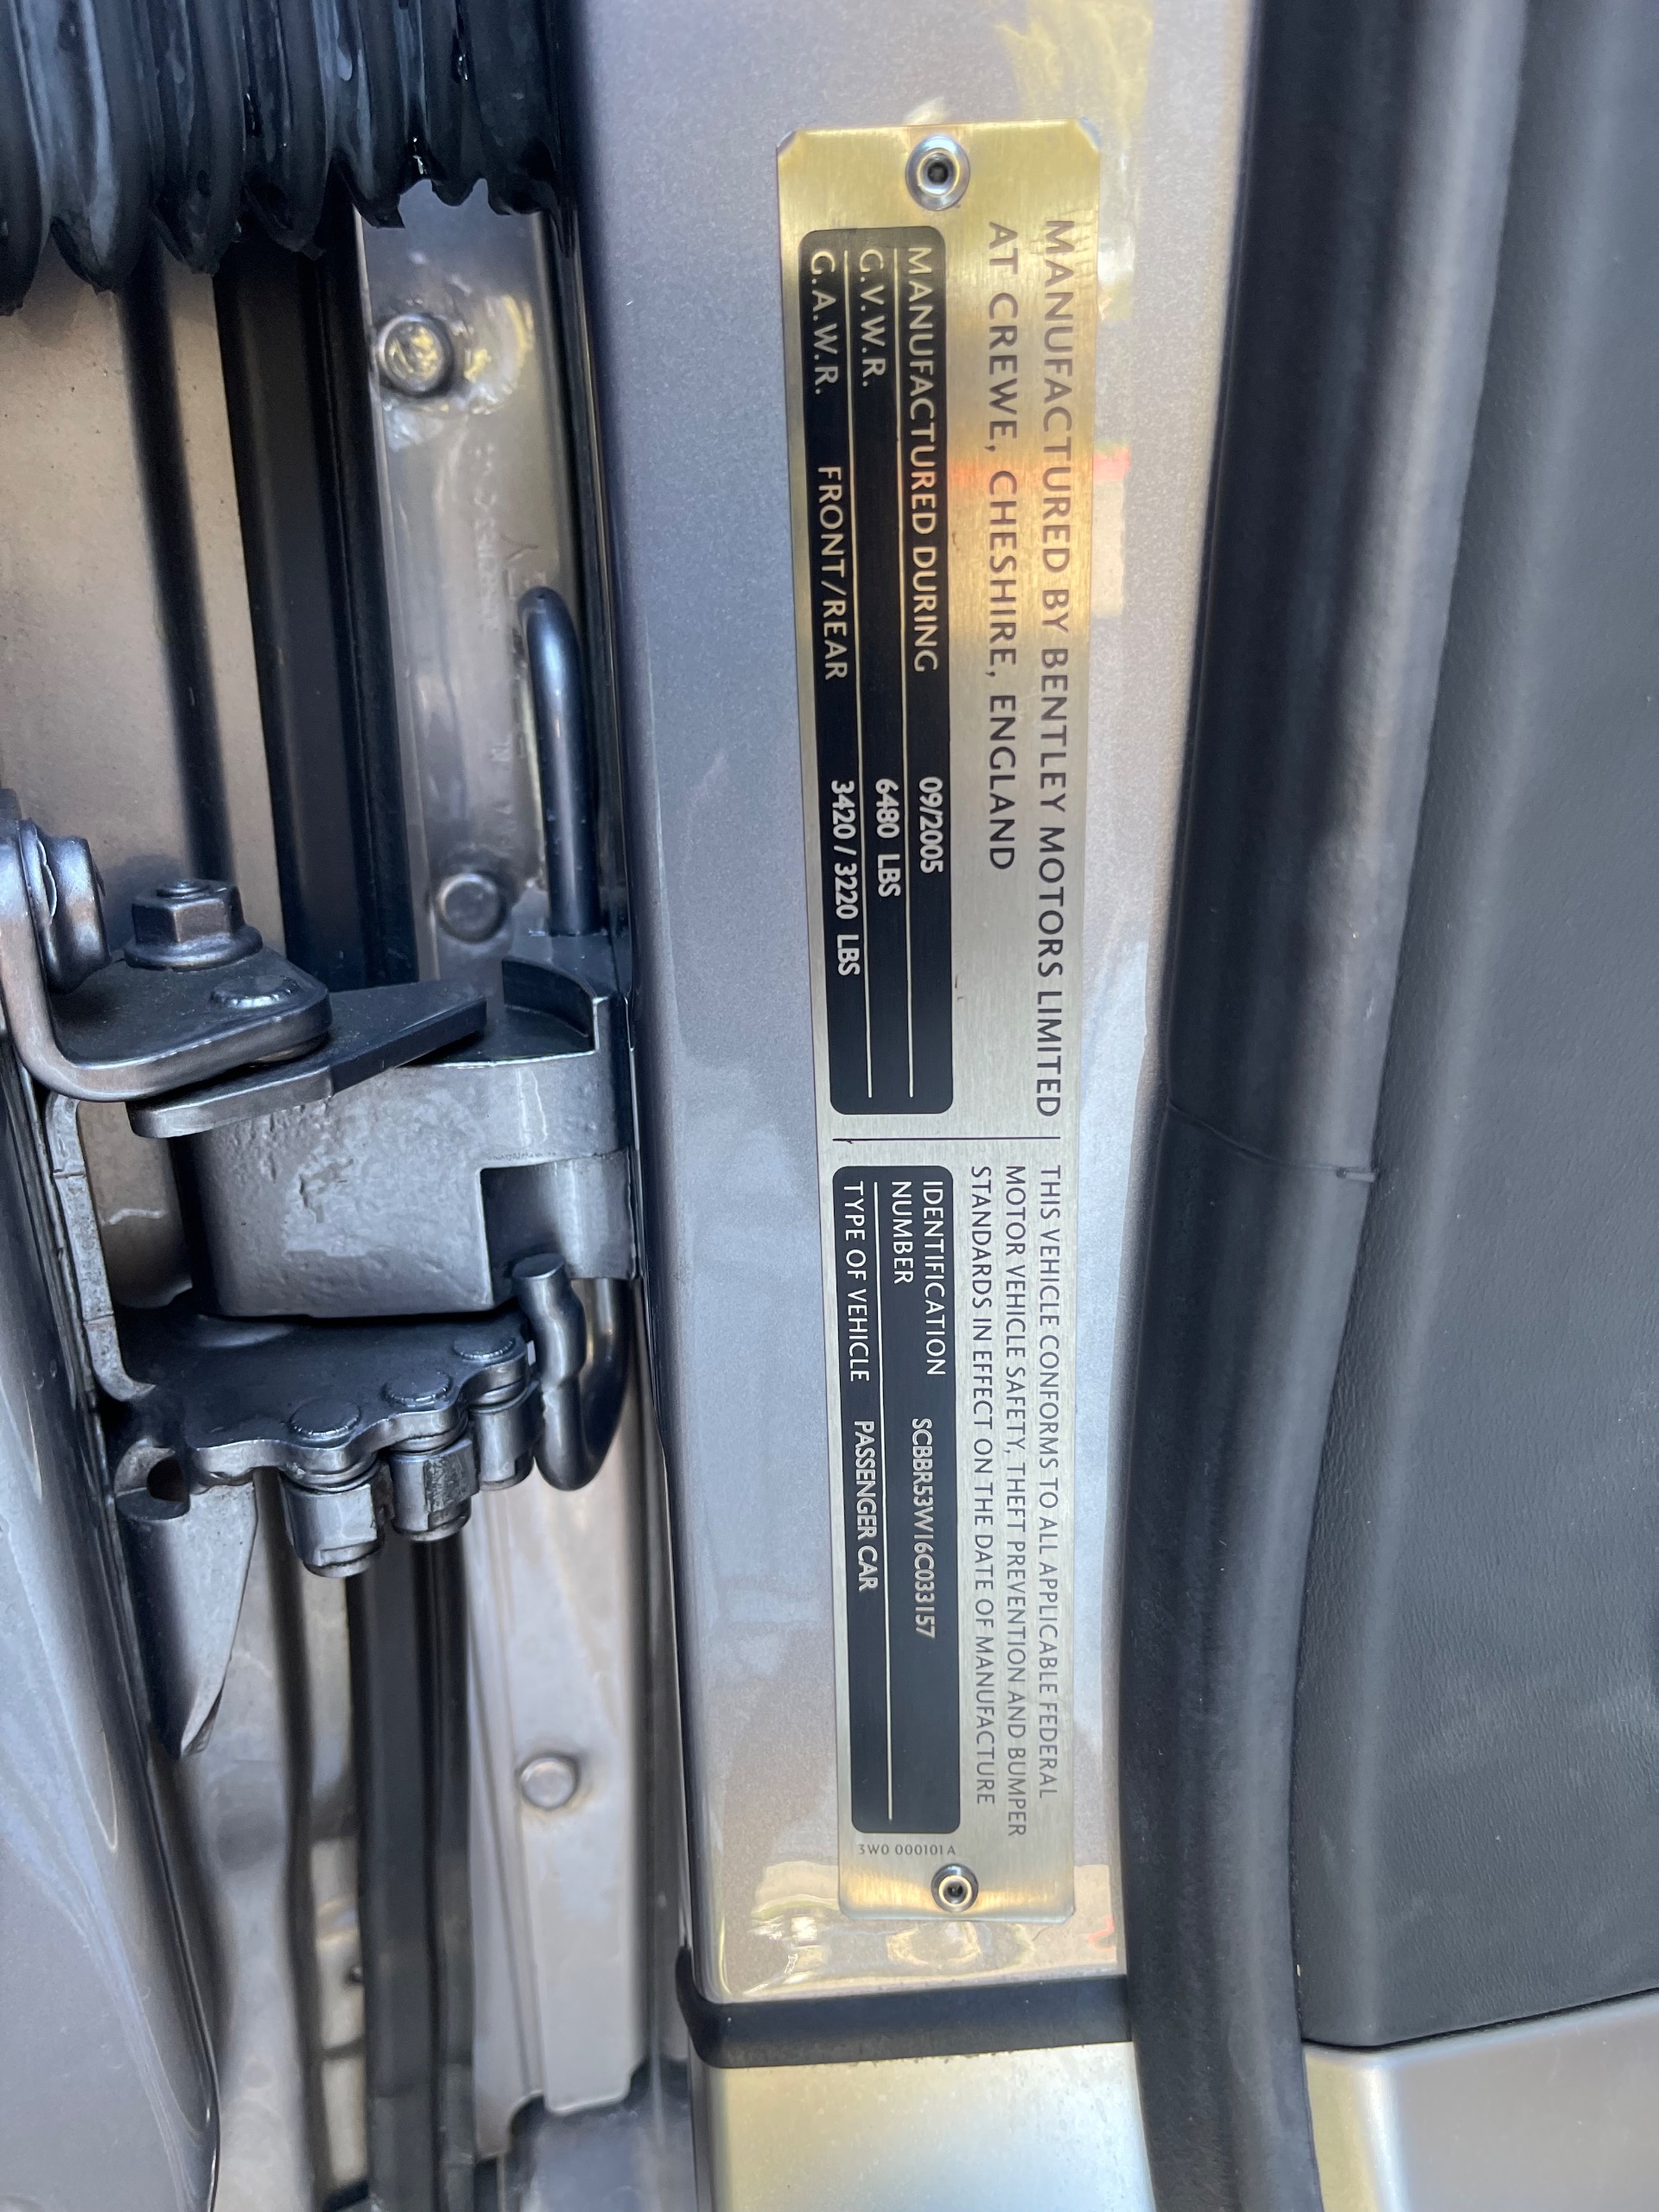 MANUFACTURED BY BENTLEY MOTORS LIMITED
AT CREWE, CHESHIRE, ENGLAND
MANUFACTURED DURING 09/2005
G.V.W.R. 6480 LBS
G.A.W.R. FRONT/REAR 3420 / 3220 LBS
THIS VEHICLE CONFORMS TO ALL APPLICABLE FEDERAL
MOTOR VEHICLE SAFETY, THEFT PREVENTION AND BUMPER
STANDARDS IN EFFECT ON THE DATE OF MANUFACTURE
IDENTIFICATION
NUMBER SCBBR53W16C033157
TYPE OF VEHICLE PASSENGER CAR
3W0 000101 A